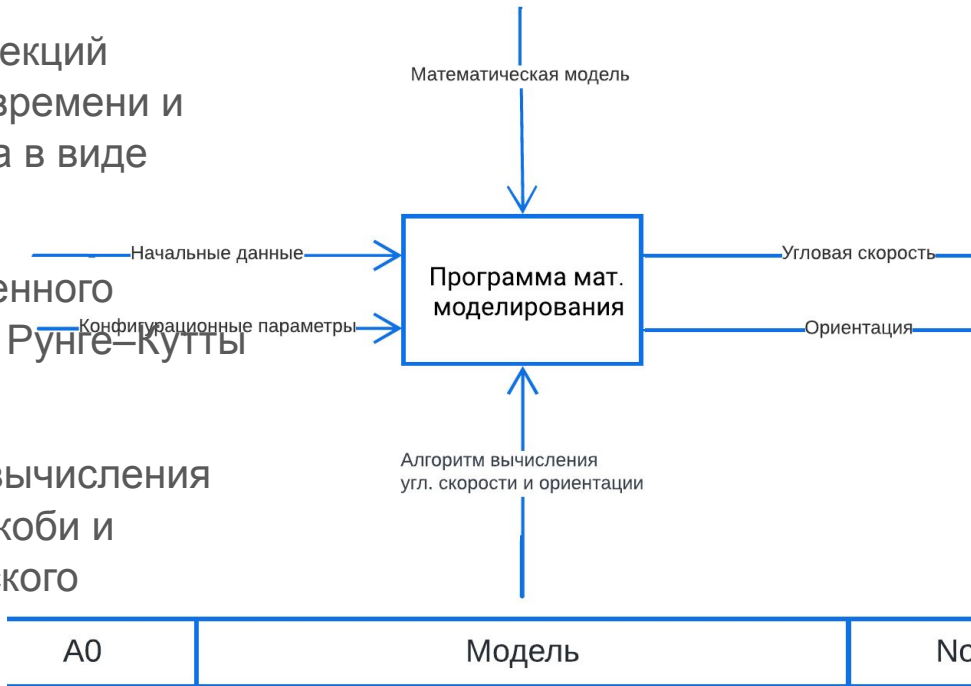 екций
времени и
а в виде
енного
Рунге–Кутты
вычисления
коби и
ского
Математическая модель
Начальные данные
Конфигурационные параметры
Программа мат.
моделирования
Угловая скорость
Ориентация
Алгоритм вычисления
угл. скорости и ориентации
A0
Модель
No